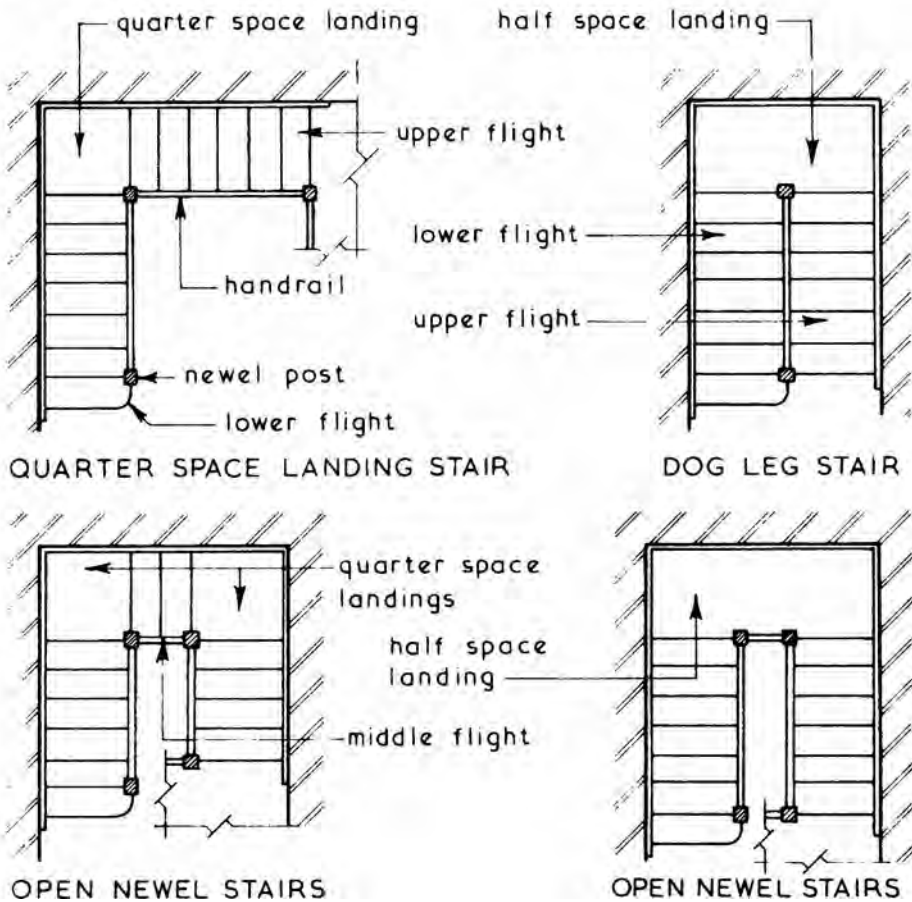 quarter space landing
half space landing
upper flight
lower flight
handrail
upper flight
newel post
lower flight
QUARTER SPACE LANDING STAIR
DOG LEG STAIR
quarter space
landings
half space
landing
middle flight
OPEN NEWEL STAIRS
OPEN NEWEL STAIRS